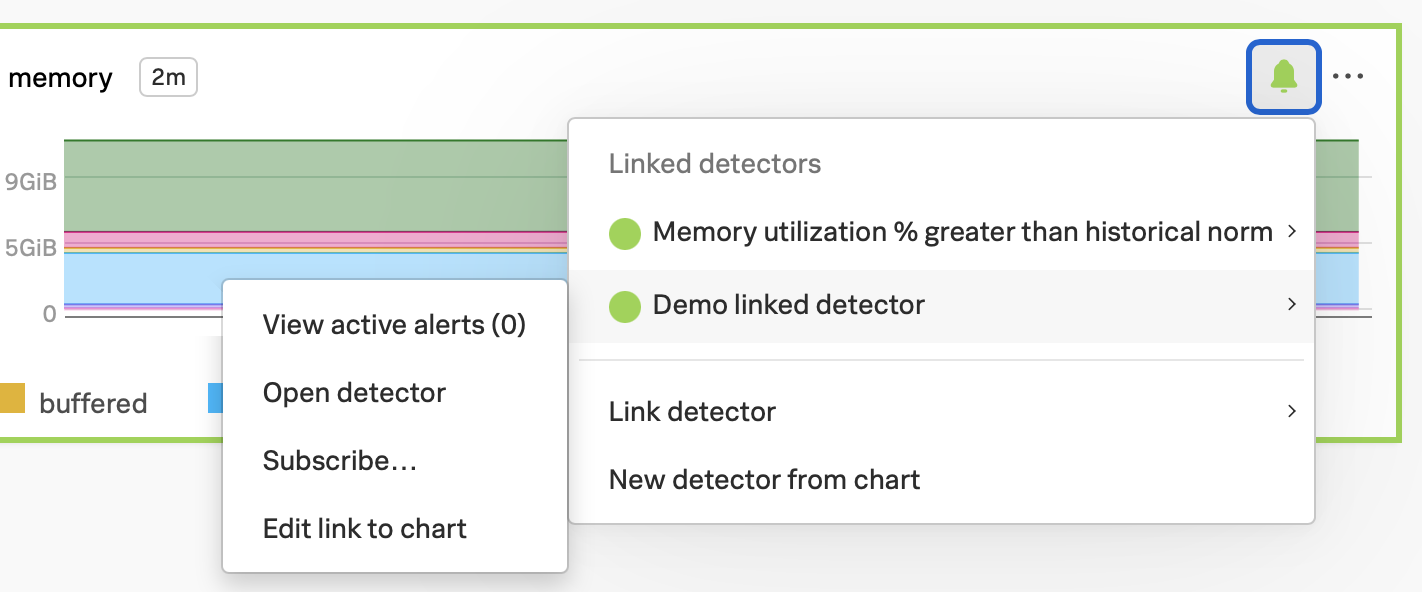 memory 2m
Linked detectors
9GiB
Memory utilization % greater than historical norm
5GiB
Demo linked detector
0
View active alerts (0)
Open detector
buffered
Link detector
Subscribe…
New detector from chart
Edit link to chart